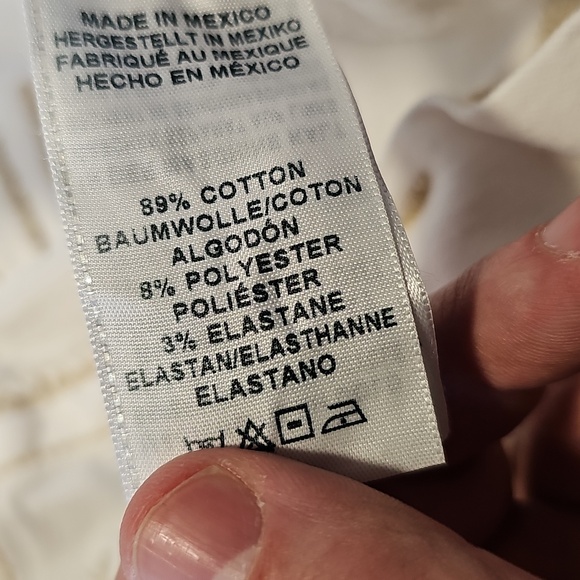 MADE IN MEXICO
HERGESTELLT IN MEXIKO
FABRIQUÉ AU MEXIQUE
HECHO EN MÉXICO
89% COTTON
BAUMWOLLE/COTON
ALGODÓN
8% POLYESTER
POLIÉSTER
3% ELASTANE
ELASTAN/ELASTHANNE
ELASTANO